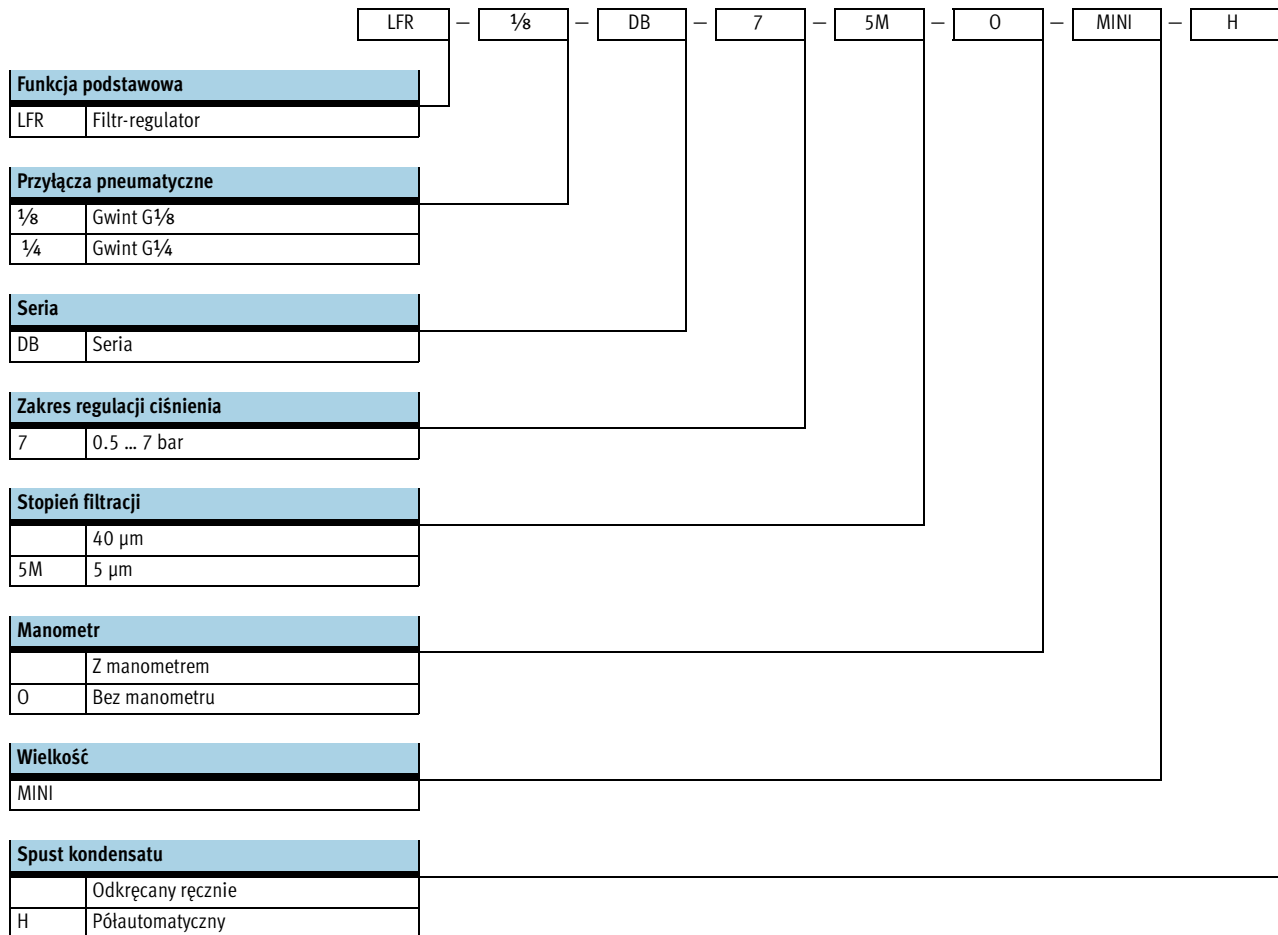 LFR – ⅛ – DB – 7 – 5M – O – MINI – H
Funkcja podstawowa
LFR Filtr-regulator
Przyłącza pneumatyczne
⅛ Gwint G⅛
¼ Gwint G¼
Seria
DB Seria
Zakres regulacji ciśnienia
7 0.5 ... 7 bar
Stopień filtracji
40 µm
5M 5 µm
Manometr
Z manometrem
O Bez manometru
Wielkość
MINI
Spust kondensatu
Odkręcany ręcznie
H Półautomatyczny